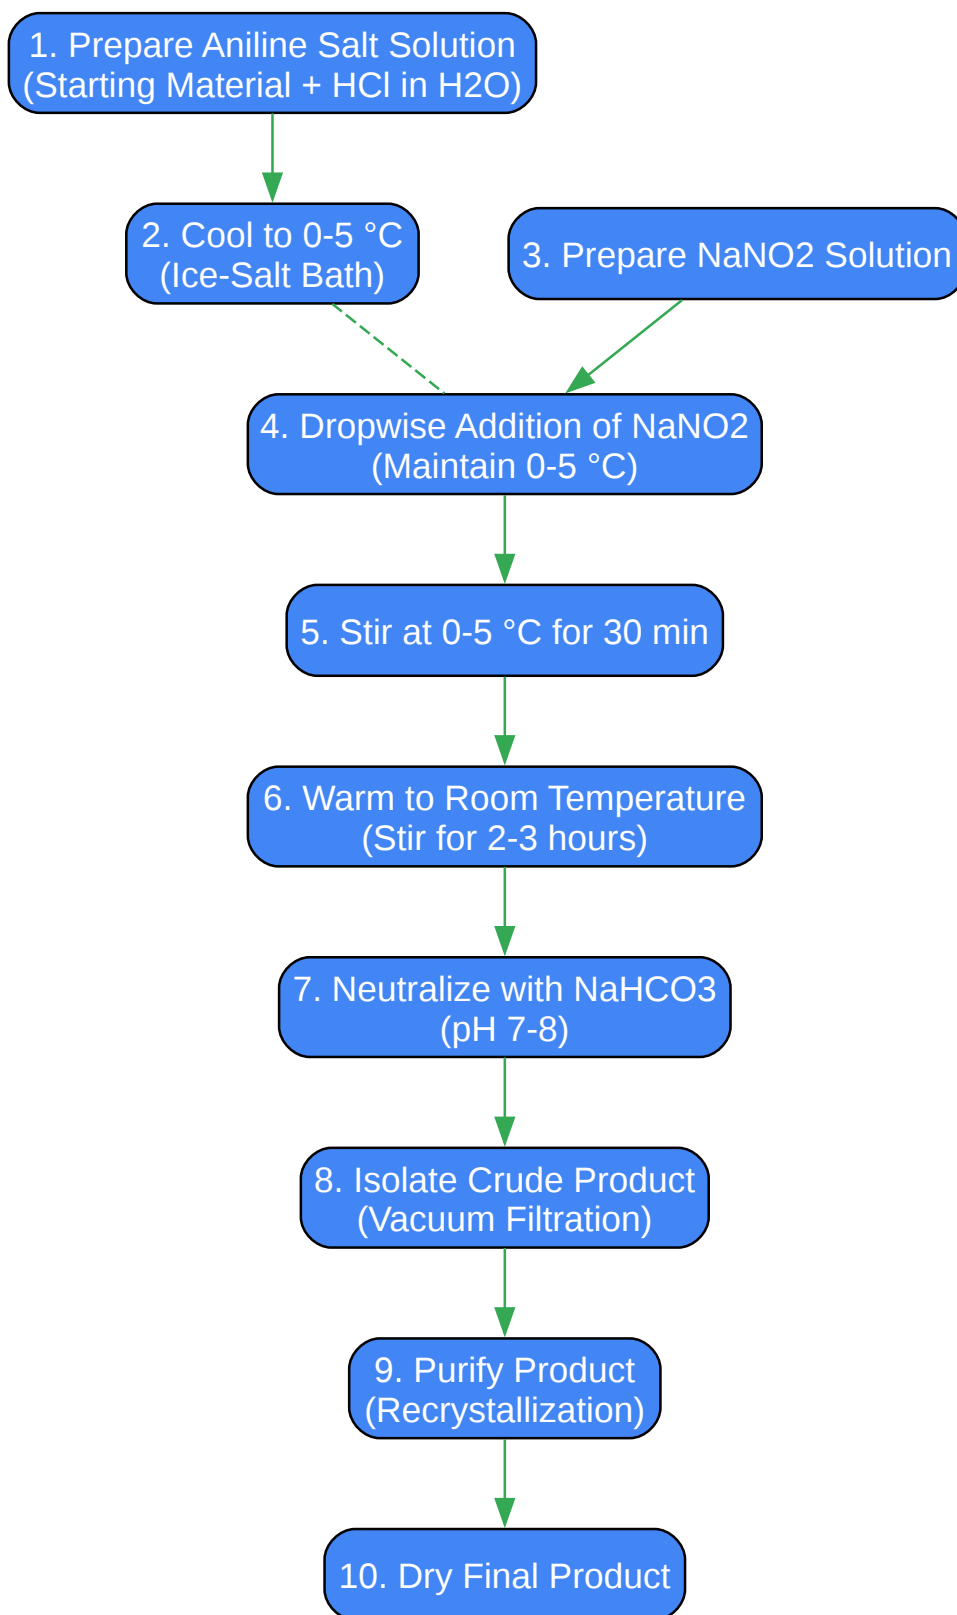 1. Prepare Aniline Salt Solution
(Starting Material + HCl in H2O)
2. Cool to 0-5 °C
(Ice-Salt Bath)
3. Prepare NaNO2 Solution
4. Dropwise Addition of NaNO2
(Maintain 0-5 °C)
5. Stir at 0-5 °C for 30 min
6. Warm to Room Temperature
(Stir for 2-3 hours)
7. Neutralize with NaHCO3
(pH 7-8)
8. Isolate Crude Product
(Vacuum Filtration)
9. Purify Product
(Recrystallization)
10. Dry Final Product